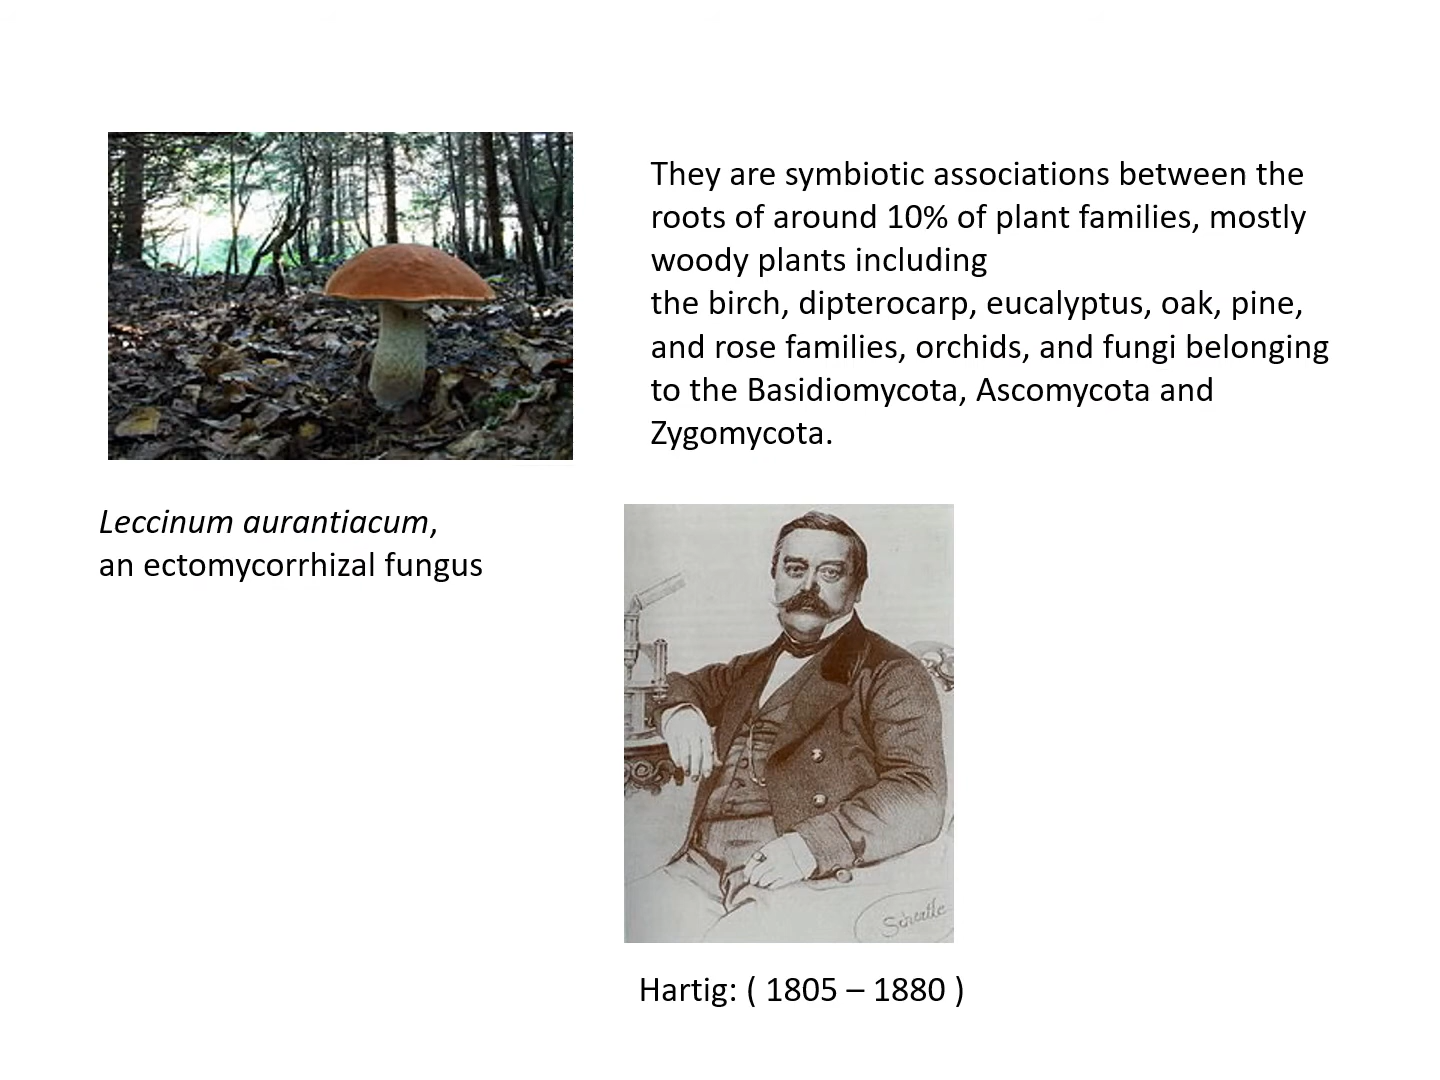 They are symbiotic associations between the
roots of around 10% of plant families, mostly
woody plants including
the birch, dipterocarp, eucalyptus, oak, pine,
and rose families, orchids, and fungi belonging
to the Basidiomycota, Ascomycota and
Zygomycota.
Leccinum aurantiacum,
an ectomycorrhizal fungus
Hartig: ( 1805 – 1880 )